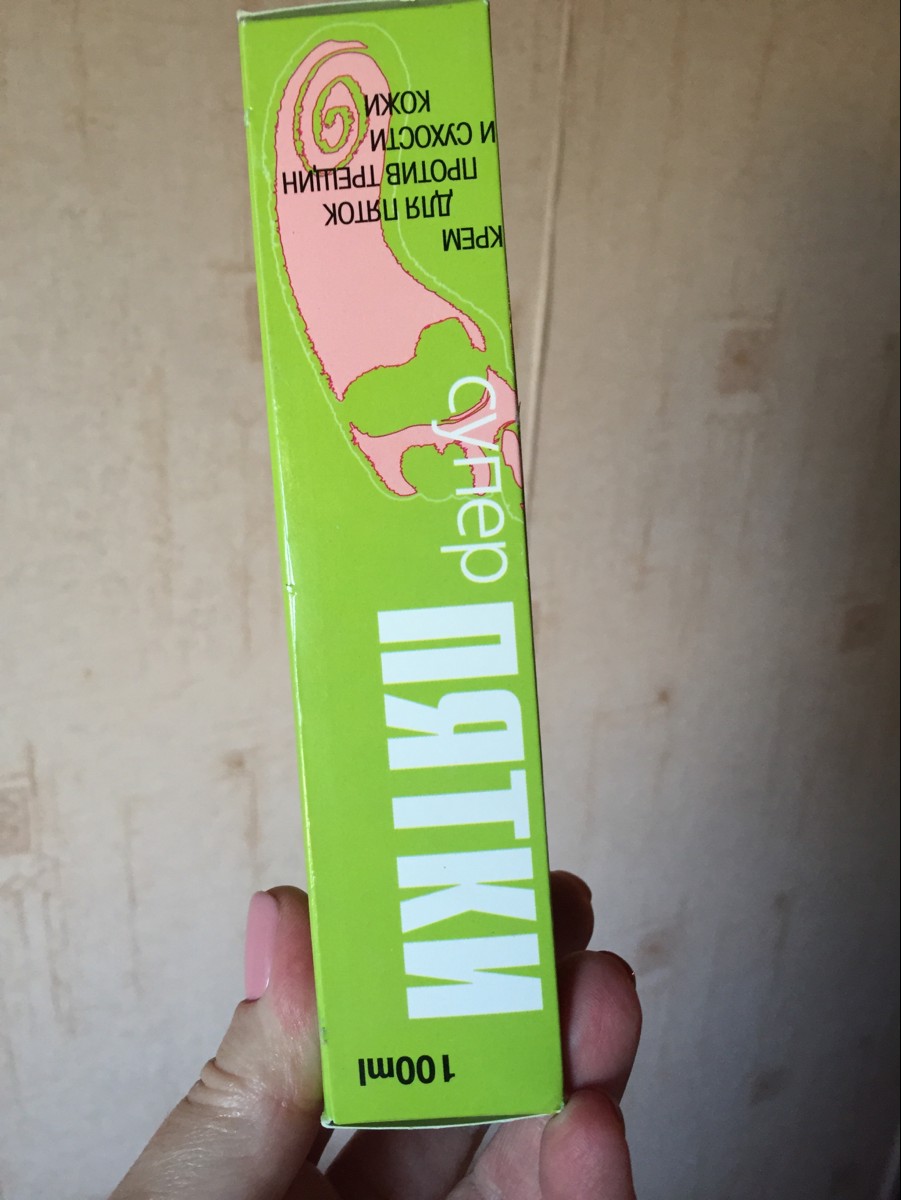 супер
ПЯТКИ
КРЕМ
ДЛЯ ПЯТОК
ПРОТИВ ТРЕЩИН
И СУХОСТИ
КОЖИ
100ml